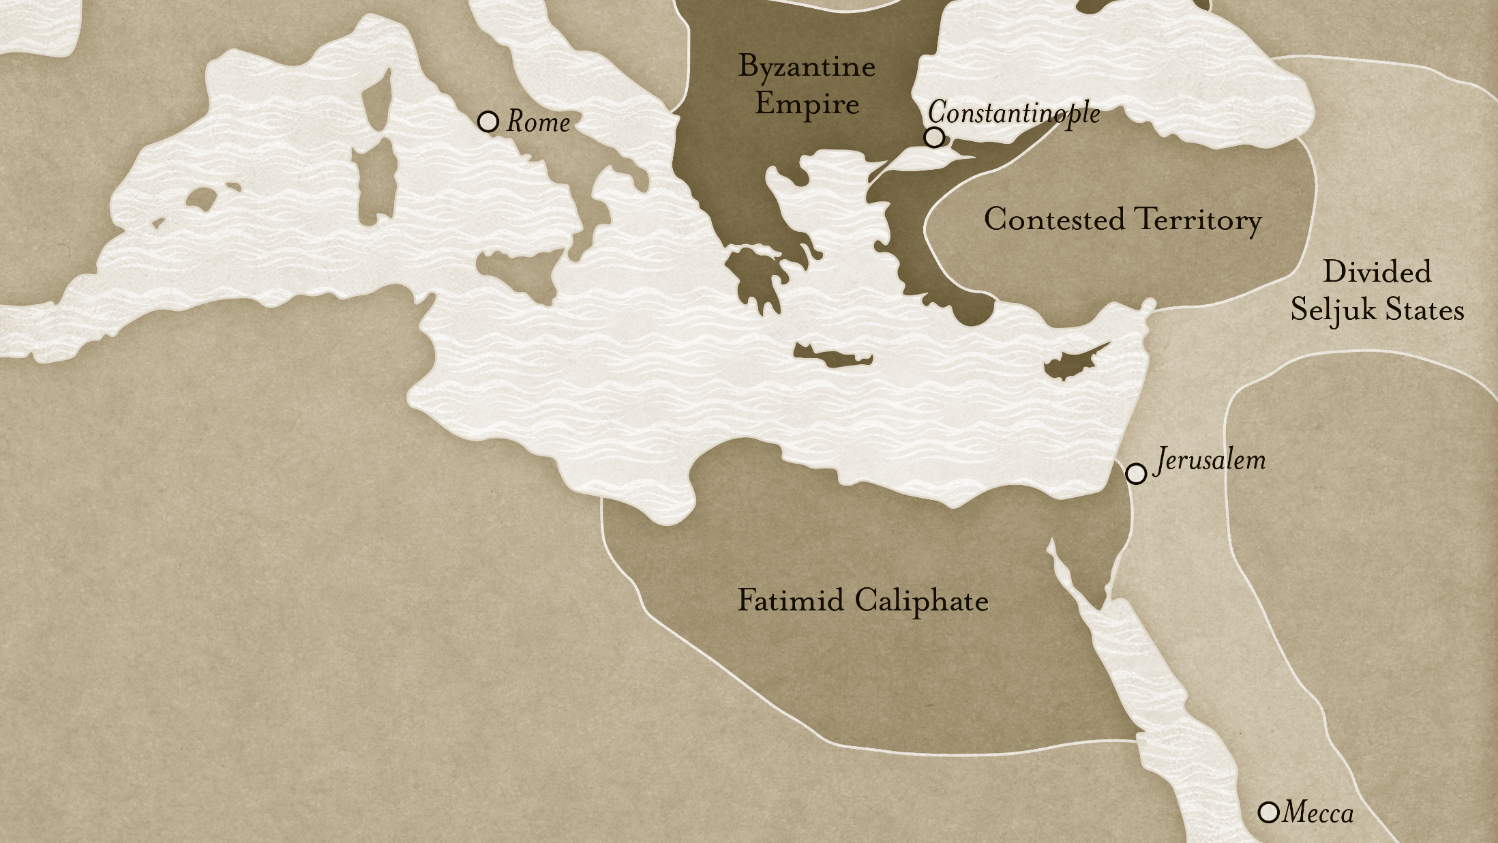 Byzantine
Empire
Constantinople
Rome
Contested Territory
Divided
Seljuk States
Jerusalem
Fatimid Caliphate
Mecca